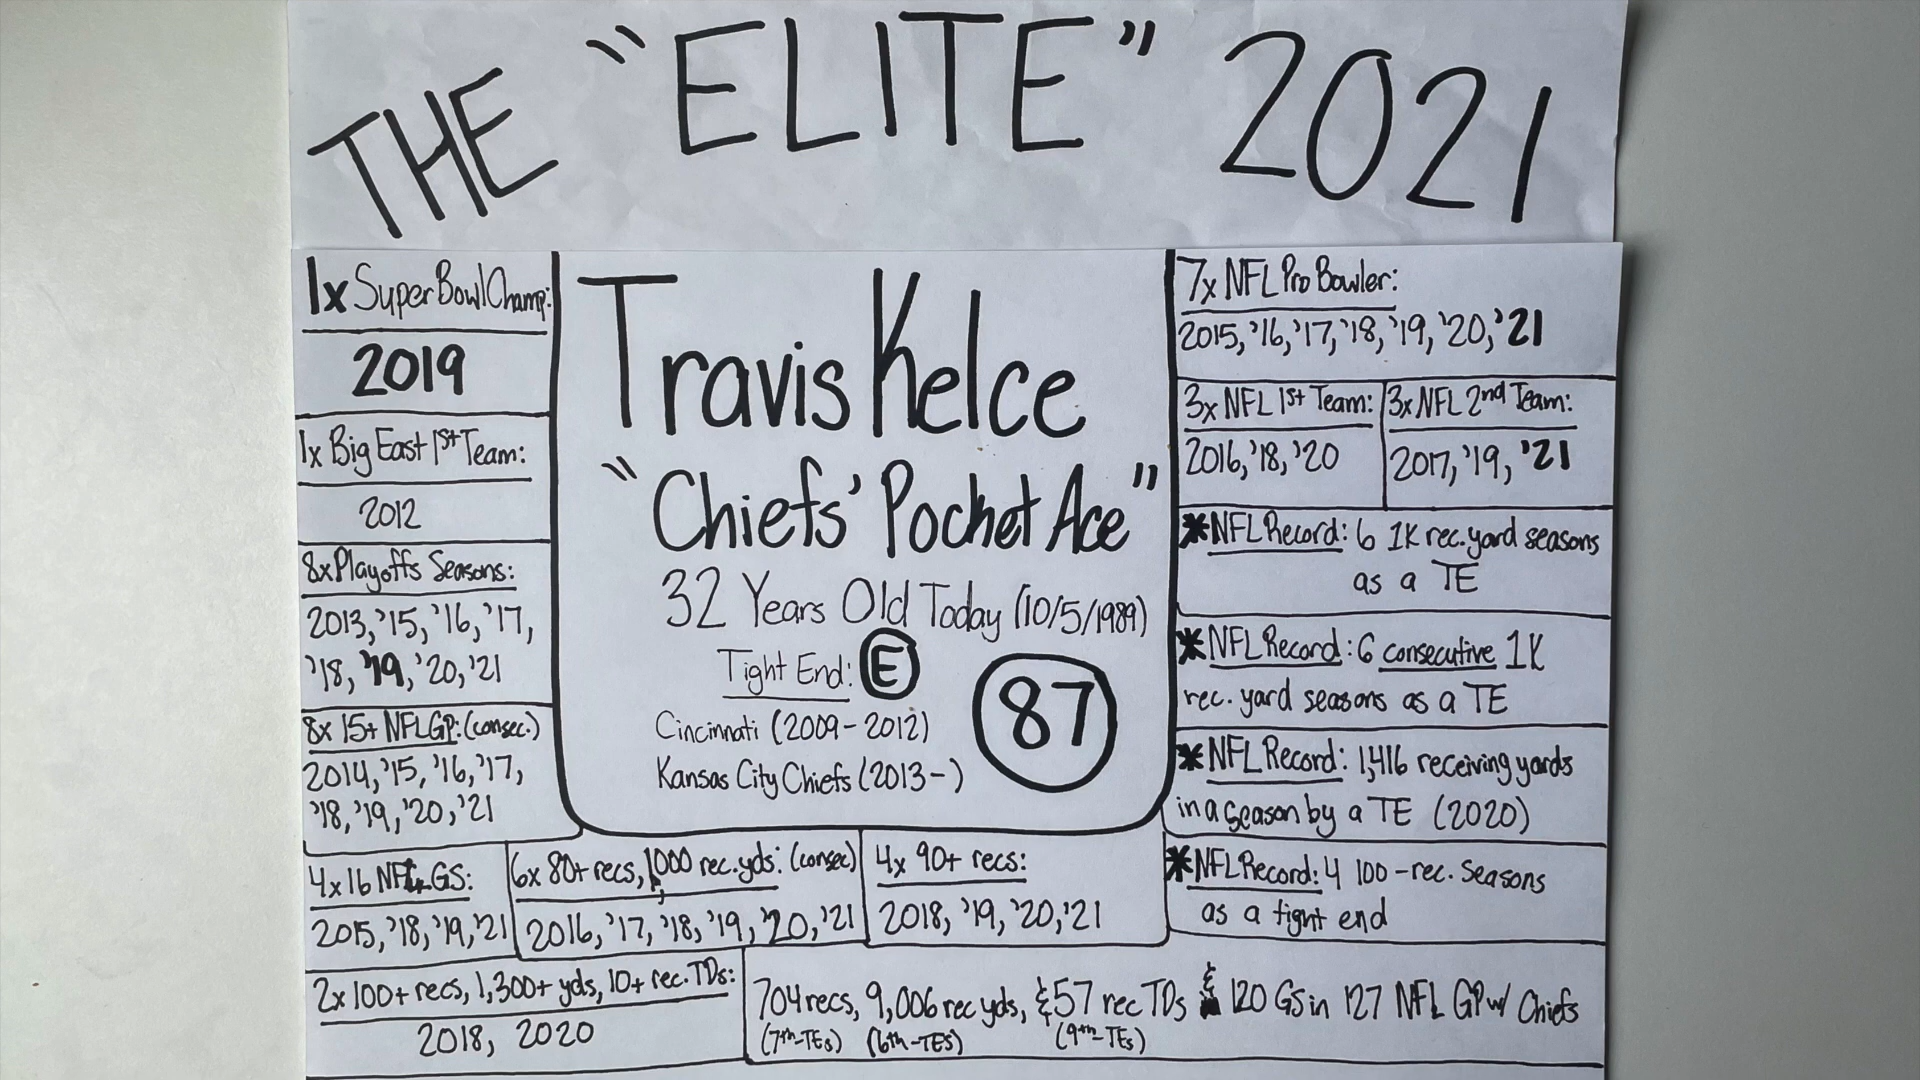 THE "ELITE" 2021
1x Super Bowl Champ:
2019
1x Big East 1st Team:
2012
8x Playoffs Seasons:
2013, '15, '16, '17,
'18, '19, '20, '21
8x 15+ NFL GP: (consec.)
2014, '15, '16, '17,
'18, '19, '20, '21
Travis Kelce
"Chiefs' Pocket Ace"
32 Years Old Today (10/5/1989)
Tight End: E
87
Cincinnati (2009-2012)
Kansas City Chiefs (2013-)
7x NFL Pro Bowler:
2015, '16, '17, '18, '19, '20, '21
3x NFL 1st Team:
2016, '18, '20
3x NFL 2nd Team:
2017, '19, '21
*NFL Record: 6 1K rec. yard seasons
as a TE
*NFL Record: 6 consecutive 1K
rec. yard seasons as a TE
*NFL Record: 1,416 receiving yards
in a season by a TE (2020)
*NFL Record: 4 100-rec. seasons
as a tight end
4x 16 NFL GS:
2015, '18, '19, '21
6x 80+ recs, 1000 rec. yds: (consec)
2016, '17, '18, '19, '20, '21
4x 90+ recs:
2018, '19, '20, '21
2x 100+ recs, 1,300+ yds, 10+ rec. TDs:
2018, 2020
704 recs, 9,006 rec yds, & 57 rec TDs & 120 GS in 127 NFL GP w/ Chiefs
(7th-TEs) (6th-TEs) (9th-TEs)